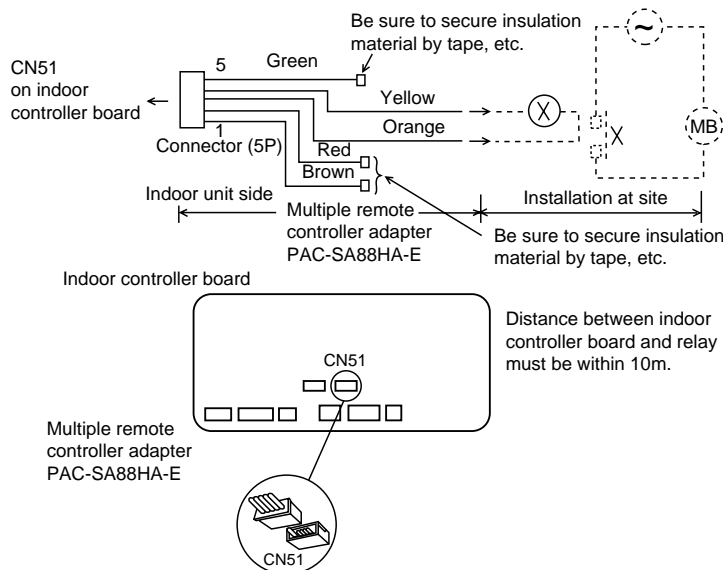 Be sure to secure insulation
material by tape, etc.
CN51
on indoor
controller board
5
Green
Yellow
Orange
1
Connector (5P)
Red
Brown
X
X
~
MB
Indoor unit side
Installation at site
Multiple remote
controller adapter
PAC-SA88HA-E
Be sure to secure insulation
material by tape, etc.
Indoor controller board
Distance between indoor
controller board and relay
must be within 10m.
CN51
Multiple remote
controller adapter
PAC-SA88HA-E
CN51